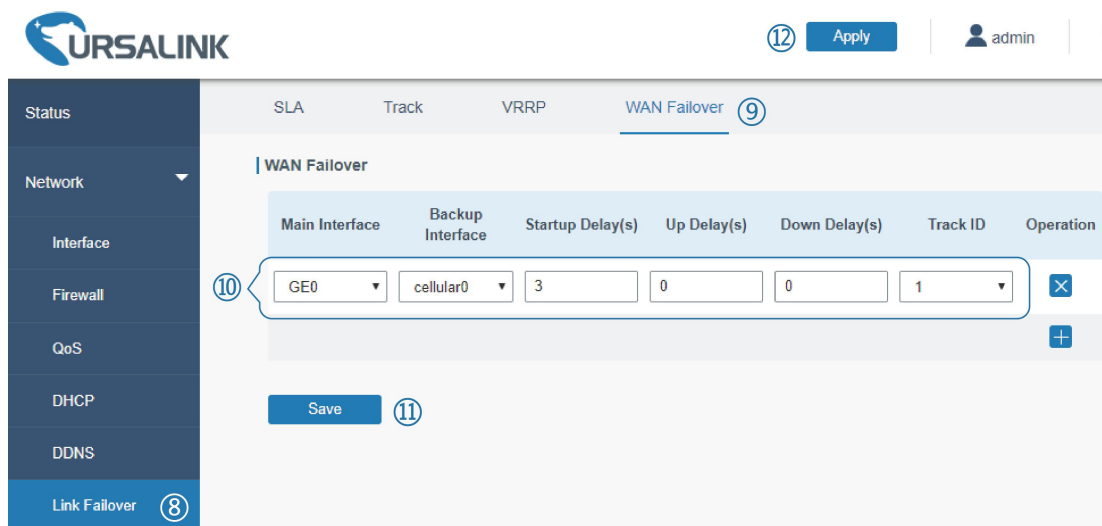 URSALINK
⑫ Apply admin
Status
SLA Track VRRP WAN Failover ⑨
WAN Failover
Network
Main Interface Backup Interface Startup Delay(s) Up Delay(s) Down Delay(s) Track ID Operation
Interface
⑩ GE0 cellular0 3 0 0 1
Firewall
QoS
DHCP
Save ⑪
DDNS
Link Failover ⑧